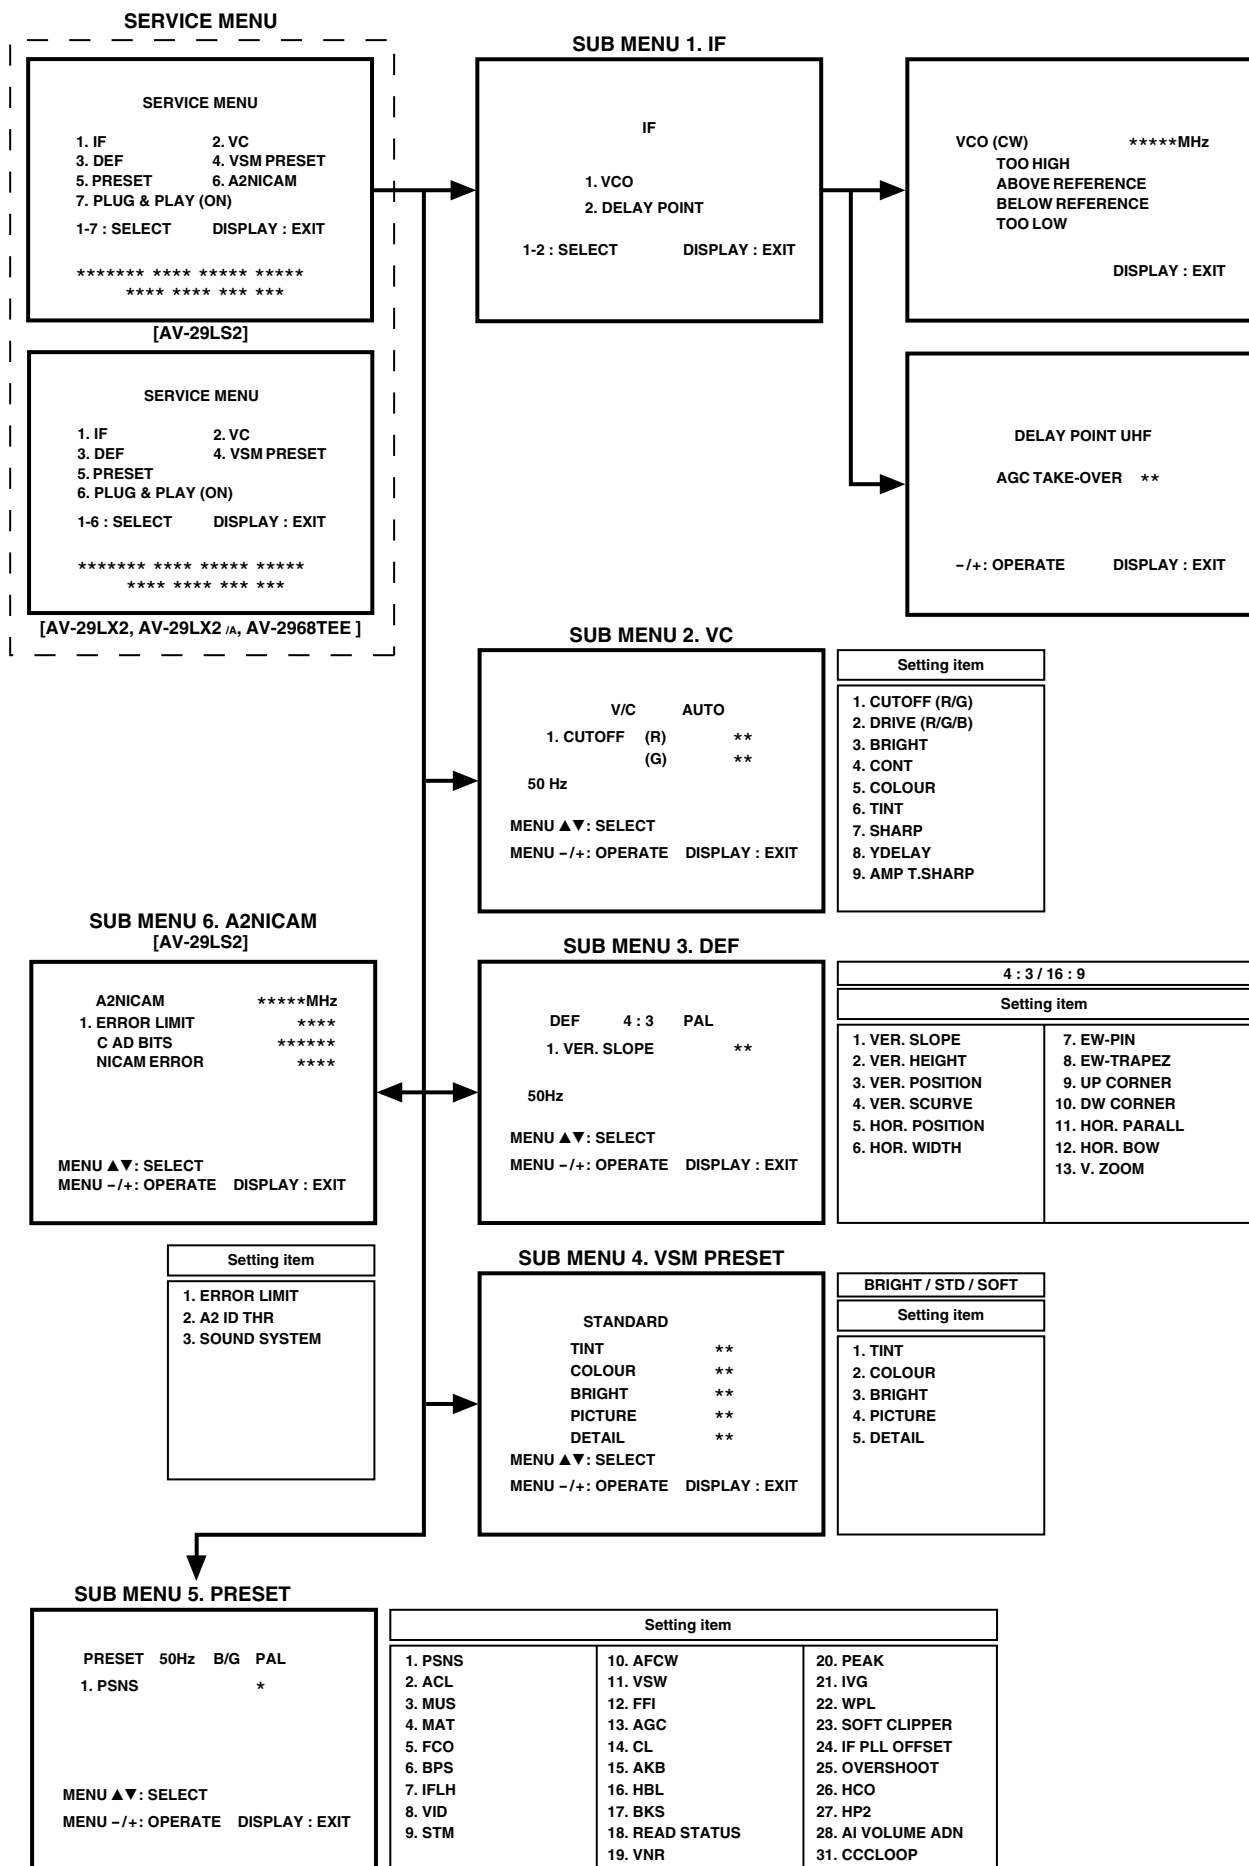 SERVICE MENU
SERVICE MENU
1. IF 2. VC
3. DEF 4. VSM PRESET
5. PRESET 6. A2NICAM
7. PLUG & PLAY (ON)
1-7 : SELECT DISPLAY : EXIT
******* **** ***** *****
**** **** *** ***
[AV-29LS2]
SERVICE MENU
1. IF 2. VC
3. DEF 4. VSM PRESET
5. PRESET
6. PLUG & PLAY (ON)
1-6 : SELECT DISPLAY : EXIT
******* **** ***** *****
**** **** *** ***
[AV-29LX2, AV-29LX2 /A, AV-2968TEE ]
SUB MENU 1. IF
IF
1. VCO
2. DELAY POINT
1-2 : SELECT DISPLAY : EXIT
VCO (CW) *****MHz
TOO HIGH
ABOVE REFERENCE
BELOW REFERENCE
TOO LOW
DISPLAY : EXIT
DELAY POINT UHF
AGC TAKE-OVER **
–/+: OPERATE DISPLAY : EXIT
SUB MENU 2. VC
V/C AUTO
1. CUTOFF (R) **
(G) **
50 Hz
MENU ▲▼: SELECT
MENU –/+: OPERATE DISPLAY : EXIT
Setting item
1. CUTOFF (R/G)
2. DRIVE (R/G/B)
3. BRIGHT
4. CONT
5. COLOUR
6. TINT
7. SHARP
8. YDELAY
9. AMP T.SHARP
SUB MENU 6. A2NICAM
[AV-29LS2]
A2NICAM *****MHz
1. ERROR LIMIT ****
C AD BITS ******
NICAM ERROR ****
MENU ▲▼: SELECT
MENU –/+: OPERATE DISPLAY : EXIT
Setting item
1. ERROR LIMIT
2. A2 ID THR
3. SOUND SYSTEM
SUB MENU 3. DEF
DEF 4 : 3 PAL
1. VER. SLOPE **
50Hz
MENU ▲▼: SELECT
MENU –/+: OPERATE DISPLAY : EXIT
4 : 3 / 16 : 9
Setting item
1. VER. SLOPE
2. VER. HEIGHT
3. VER. POSITION
4. VER. SCURVE
5. HOR. POSITION
6. HOR. WIDTH
7. EW-PIN
8. EW-TRAPEZ
9. UP CORNER
10. DW CORNER
11. HOR. PARALL
12. HOR. BOW
13. V. ZOOM
SUB MENU 4. VSM PRESET
STANDARD
TINT **
COLOUR **
BRIGHT **
PICTURE **
DETAIL **
MENU ▲▼: SELECT
MENU –/+: OPERATE DISPLAY : EXIT
BRIGHT / STD / SOFT
Setting item
1. TINT
2. COLOUR
3. BRIGHT
4. PICTURE
5. DETAIL
SUB MENU 5. PRESET
PRESET 50Hz B/G PAL
1. PSNS *
MENU ▲▼: SELECT
MENU –/+: OPERATE DISPLAY : EXIT
Setting item
1. PSNS
2. ACL
3. MUS
4. MAT
5. FCO
6. BPS
7. IFLH
8. VID
9. STM
10. AFCW
11. VSW
12. FFI
13. AGC
14. CL
15. AKB
16. HBL
17. BKS
18. READ STATUS
19. VNR
20. PEAK
21. IVG
22. WPL
23. SOFT CLIPPER
24. IF PLL OFFSET
25. OVERSHOOT
26. HCO
27. HP2
28. AI VOLUME ADN
31. CCCLOOP